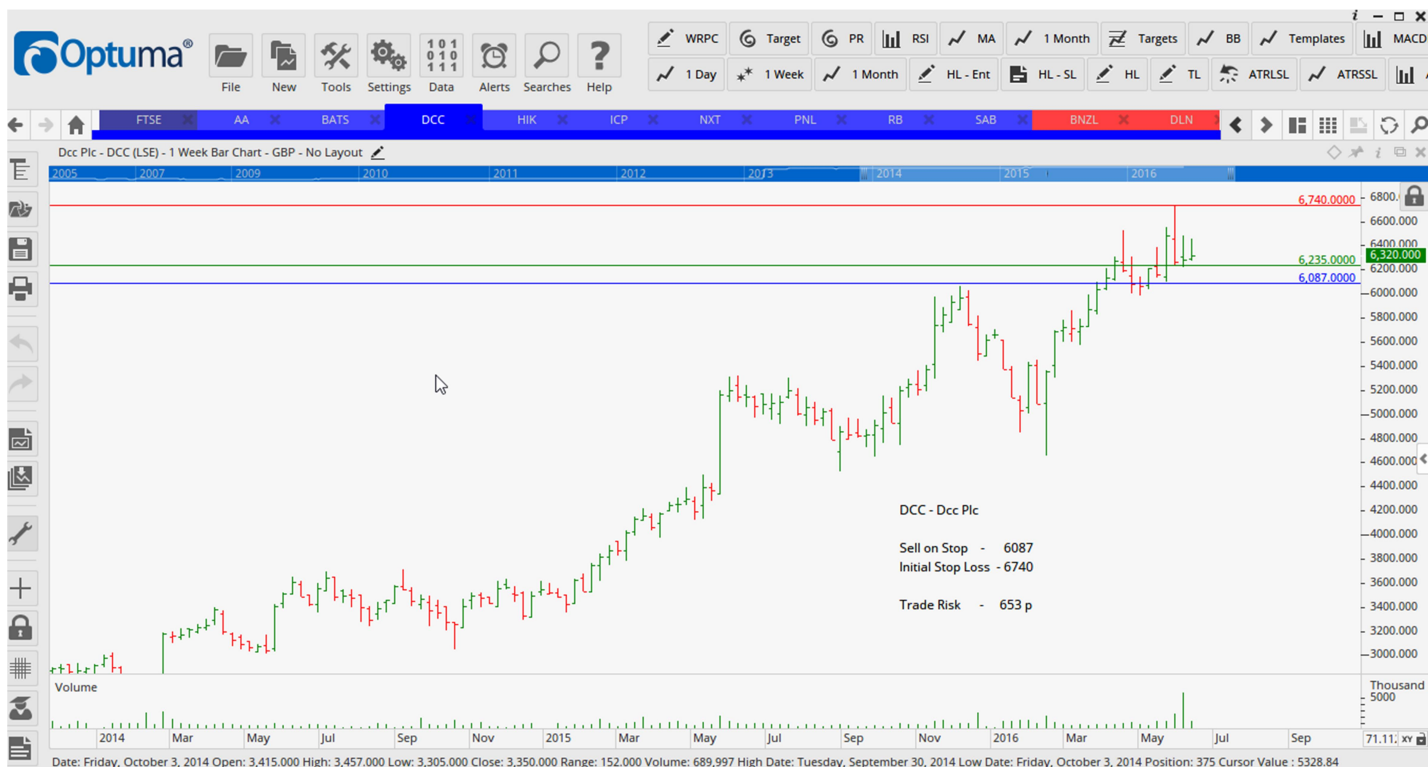 i
Optuma®
File New Tools Settings Data Alerts Searches Help
WRPC Target PR RSI MA 1 Month Targets BB Templates MACD
1 Day 1 Week 1 Month HL - Ent HL - SL HL TL ATRLSL ATRSSL
FTSE AA BATS DCC HIK ICP NXT PNL RB SAB BNZL DLN
Dcc Plc - DCC (LSE) - 1 Week Bar Chart - GBP - No Layout
2005 2007 2009 2010 2011 2012 2013 2014 2015 2016
6,740.0000
6,235.0000
6,087.0000
6800.
6600.000
6400.000
6,320.000
6200.000
6000.000
5800.000
5600.000
5400.000
5200.000
5000.000
4800.000
4600.000
4400.000
4200.000
4000.000
3800.000
3600.000
3400.000
3200.000
3000.000
DCC - Dcc Plc
Sell on Stop - 6087
Initial Stop Loss - 6740
Trade Risk - 653 p
Volume
Thousand
5000
2014 Mar May Jul Sep Nov 2015 Mar May Jul Sep Nov 2016 Mar May Jul Sep 71.11; XY
Date: Friday, October 3, 2014 Open: 3,415.000 High: 3,457.000 Low: 3,305.000 Close: 3,350.000 Range: 152.000 Volume: 689,997 High Date: Tuesday, September 30, 2014 Low Date: Friday, October 3, 2014 Position: 375 Cursor Value : 5328.84